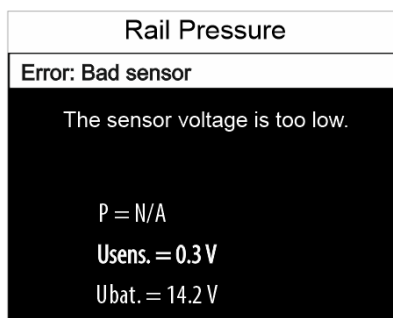 Rail Pressure
Error: Bad sensor
The sensor voltage is too low.
P = N/A
Usens. = 0.3 V
Ubat. = 14.2 V